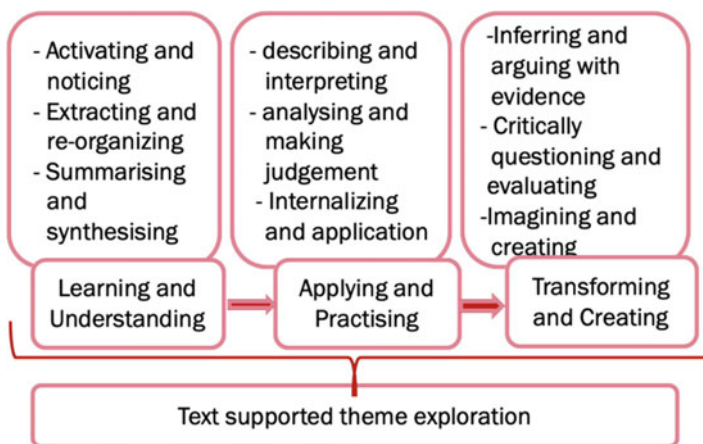 - Activating and
noticing
- Extracting and
re-organizing
- Summarising
and
synthesising
- describing and
interpreting
- analysing and
making
judgement
- Internalizing
and application
-Inferring and
arguing with
evidence
- Critically
questioning and
evaluating
-Imagining and
creating
Learning and
Understanding
Applying and
Practising
Transforming
and Creating
Text supported theme exploration